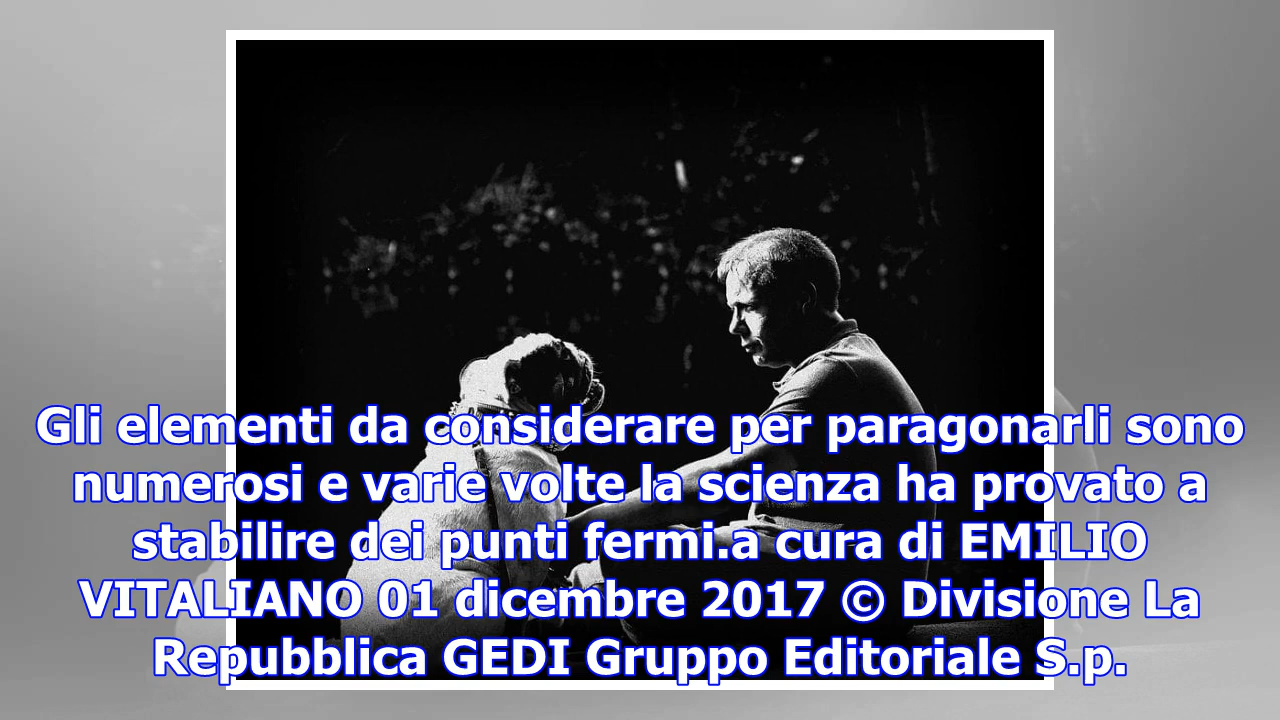 Gli elementi da considerare per paragonarli sono
numerosi e varie volte la scienza ha provato a
stabilire dei punti fermi.a cura di EMILIO
VITALIANO 01 dicembre 2017 © Divisione La
Repubblica GEDI Gruppo Editoriale S.p.